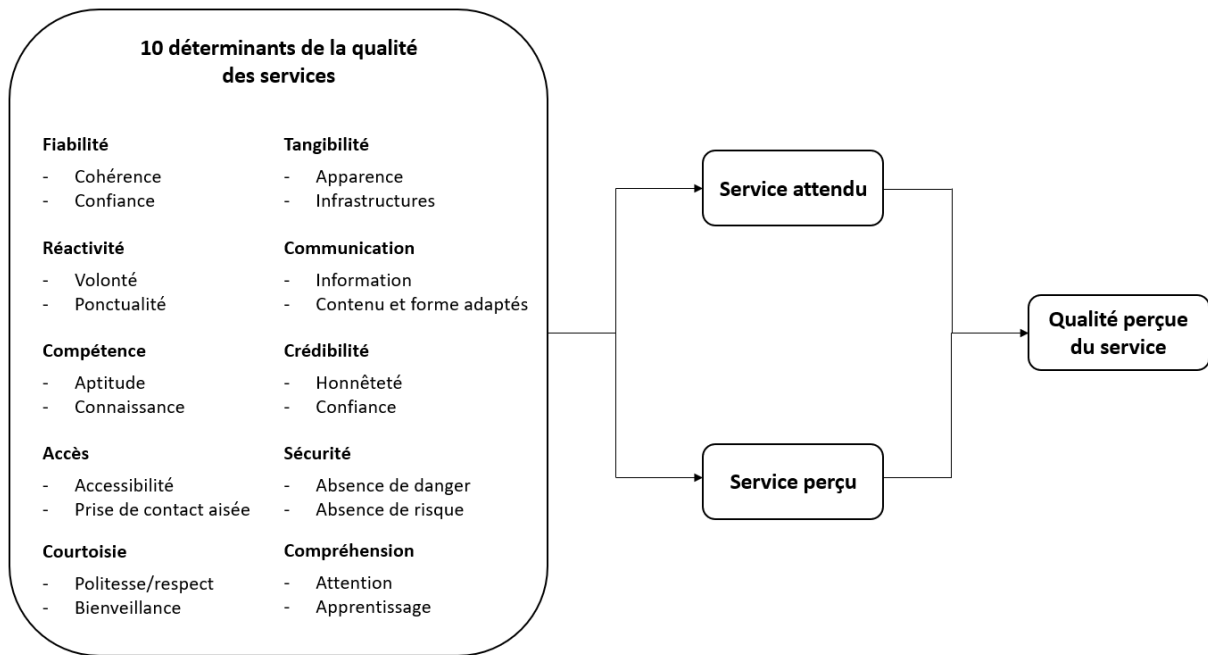 10 déterminants de la qualité
des services
Fiabilité
- Cohérence
- Confiance
Tangibilité
- Apparence
- Infrastructures
Réactivité
- Volonté
- Ponctualité
Communication
- Information
- Contenu et forme adaptés
Compétence
- Aptitude
- Connaissance
Crédibilité
- Honnêteté
- Confiance
Accès
- Accessibilité
- Prise de contact aisée
Sécurité
- Absence de danger
- Absence de risque
Courtoisie
- Politesse/respect
- Bienveillance
Compréhension
- Attention
- Apprentissage
Service attendu
Service perçu
Qualité perçue
du service